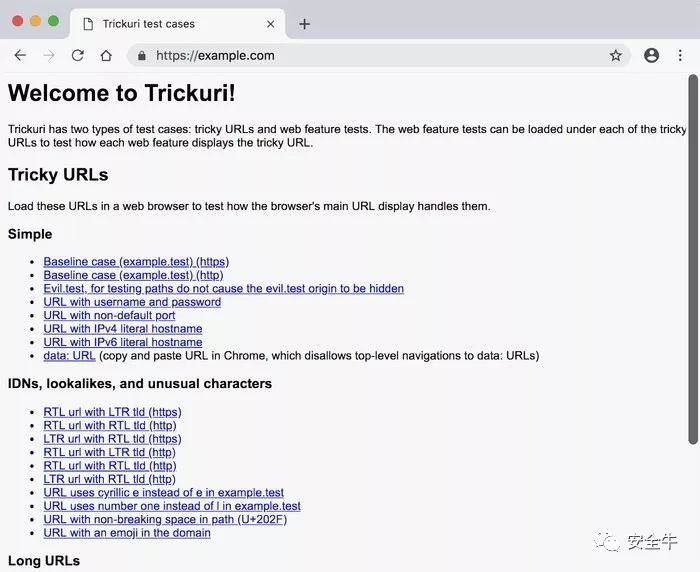 Trickuri test cases
https://example.com
Welcome to Trickuri!
Trickuri has two types of test cases: tricky URLs and web feature tests. The web feature tests can be loaded under each of the tricky
URLs to test how each web feature displays the tricky URL.
Tricky URLs
Load these URLs in a web browser to test how the browser's main URL display handles them.
Simple
Baseline case (example.test) (https)
Baseline case (example.test) (http)
Evil.test, for testing paths do not cause the evil.test origin to be hidden
URL with username and password
URL with non-default port
URL with IPv4 literal hostname
URL with IPv6 literal hostname
data: URL (copy and paste URL in Chrome, which disallows top-level navigations to data: URLs)
IDNs, lookalikes, and unusual characters
RTL url with LTR tld (https)
RTL url with RTL tld (http)
LTR url with RTL tld (https)
RTL url with LTR tld (http)
RTL url with RTL tld (http)
LTR url with RTL tld (http)
URL uses cyrillic e instead of e in example.test
URL uses number one instead of l in example.test
URL with non-breaking space in path (U+202F)
URL with an emoji in the domain
Long URLs
安全牛